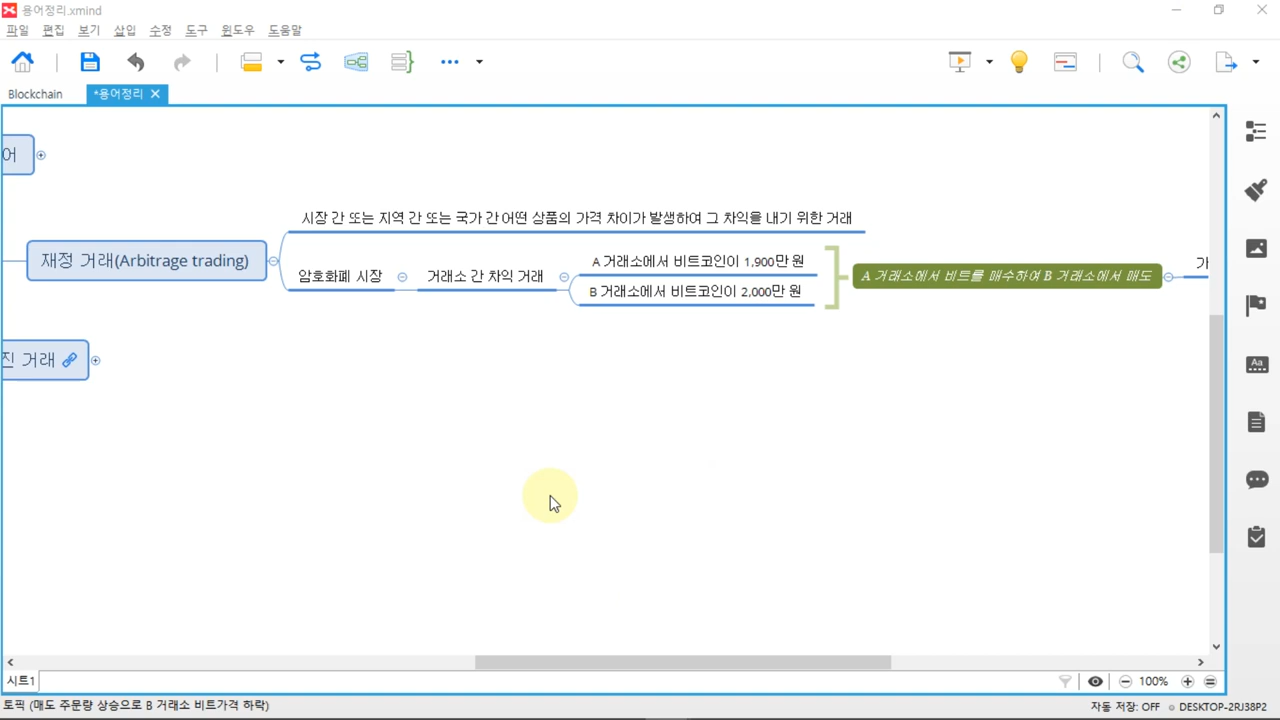 용어정리.xmind
파일 편집 보기 삽입 수정 도구 윈도우 도움말
Blockchain
*용어정리
어
시장 간 또는 지역 간 또는 국가 간 어떤 상품의 가격 차이가 발생하여 그 차익을 내기 위한 거래
재정 거래(Arbitrage trading)
암호화폐 시장
거래소 간 차익 거래
A 거래소에서 비트코인이 1,900만 원
B 거래소에서 비트코인이 2,000만 원
A 거래소에서 비트를 매수하여 B 거래소에서 매도
진 거래
Aa
시트1
100%
토픽 (매도 주문량 상승으로 B 거래소 비트가격 하락)
자동 저장: OFF
DESKTOP-2RJ38P2